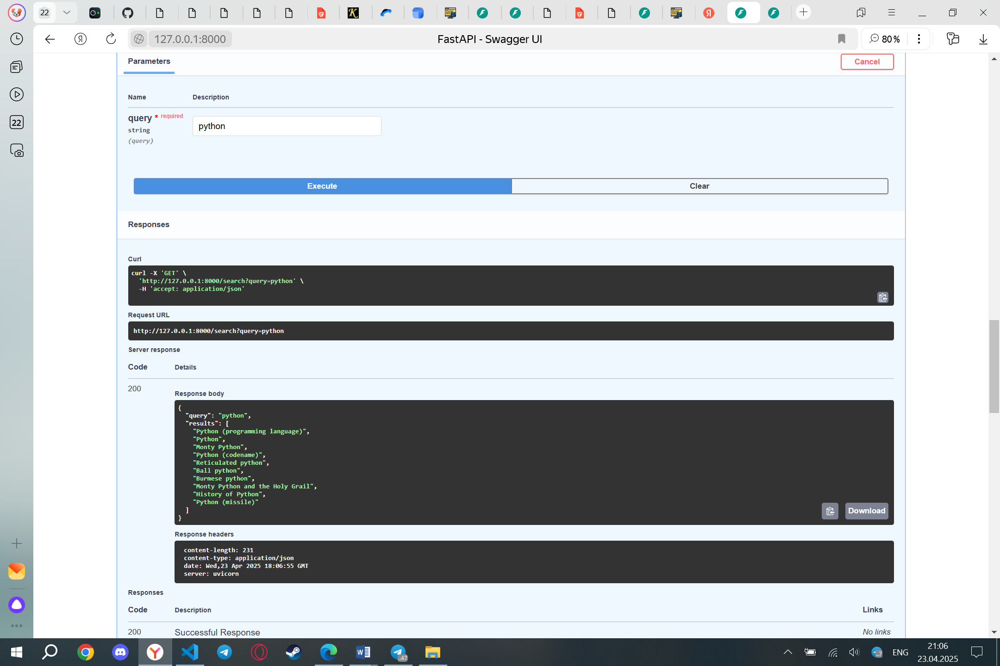 22
127.0.0.1:8000
FastAPI - Swagger UI
80 %
22
Parameters
Cancel
Name
Description
query * required
string
(query)
python
Execute
Clear
Responses
Curl
curl -X 'GET' \
'http://127.0.0.1:8000/search?query=python' \
-H 'accept: application/json'
Request URL
http://127.0.0.1:8000/search?query=python
Server response
Code
Details
200
Response body
{
"query": "python",
"results": [
"Python (programming language)",
"Python",
"Monty Python",
"Python (codename)",
"Reticulated python",
"Ball python",
"Burmese python",
"Monty Python and the Holy Grail",
"History of Python",
"Python (missile)"
]
}
Download
Response headers
content-length: 231
content-type: application/json
date: Wed,23 Apr 2025 18:06:55 GMT
server: uvicorn
Responses
Code
Description
Links
200
Successful Response
No links
..47
..7
ENG
21:06
23.04.2025